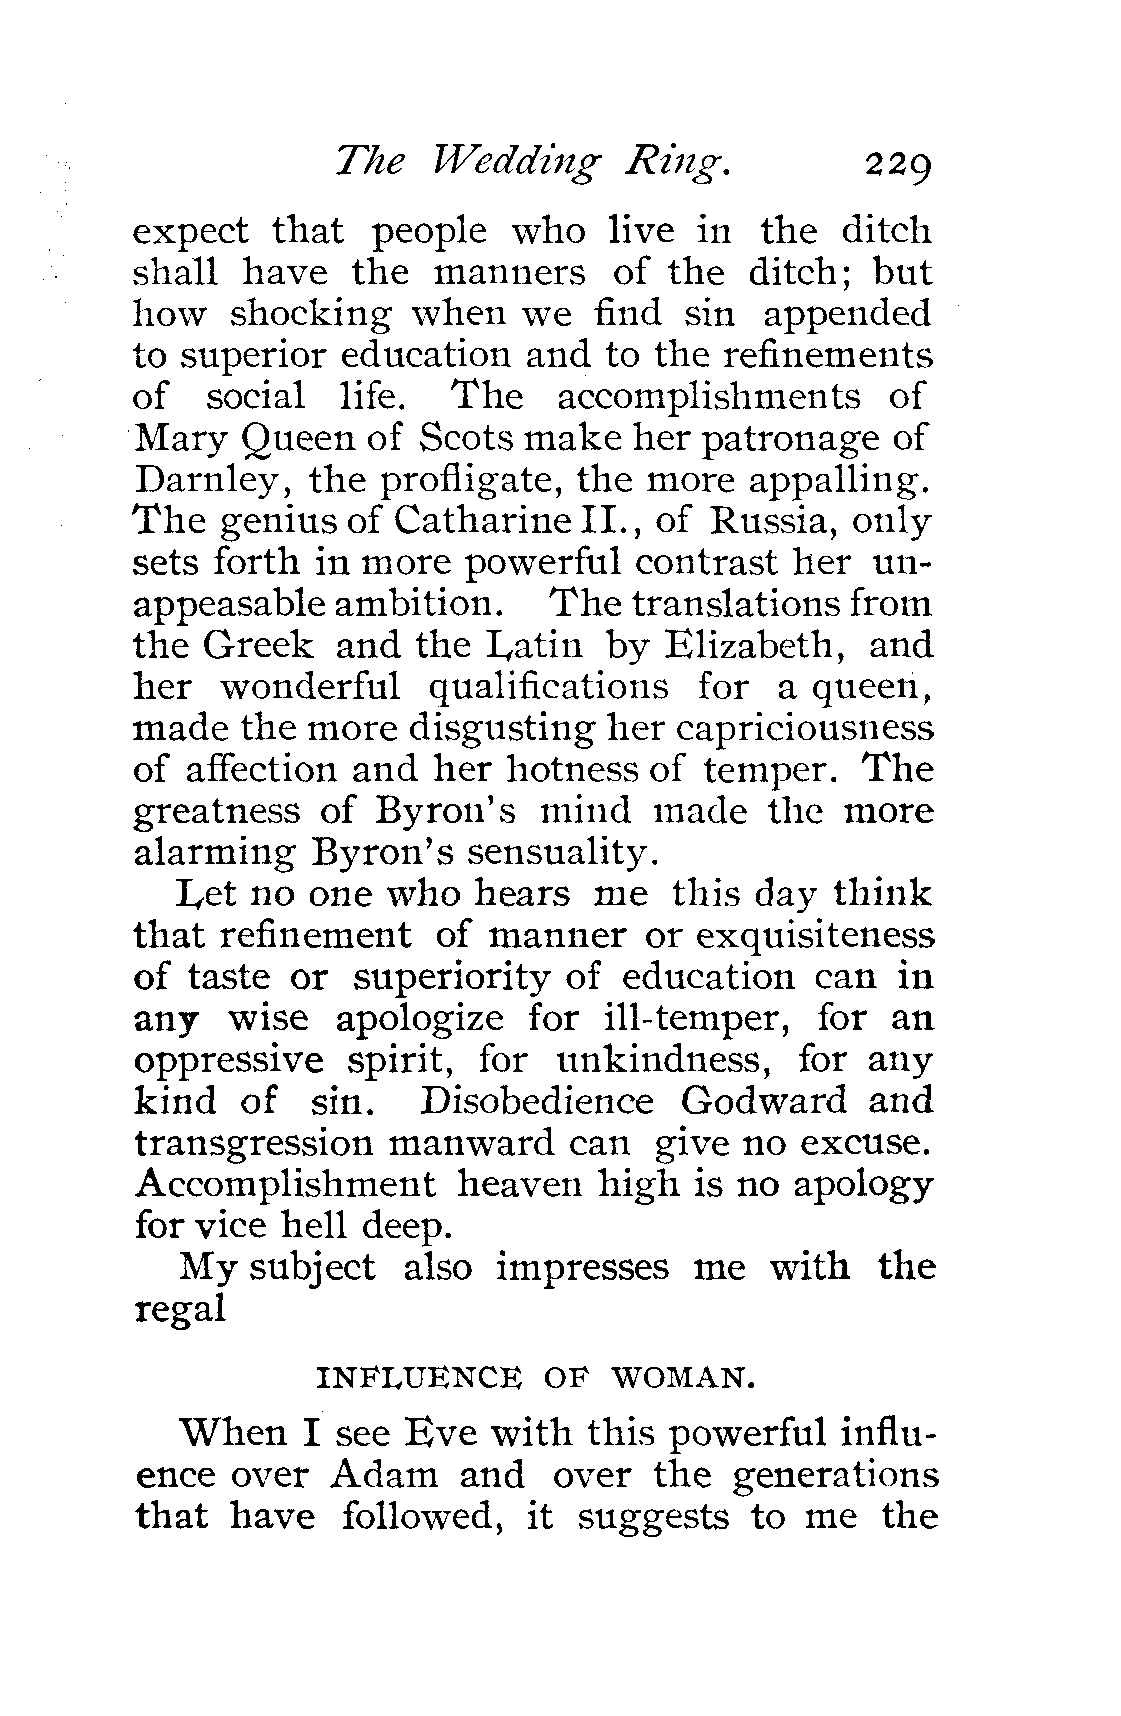 The Wedding Ring. 229
expect that people who live in the ditch
shall have the manners of the ditch; but
how shocking when we find sin appended
to superior education and to the refinements
of social life. The accomplishments of
Mary Queen of Scots make her patronage of
Darnley, the profligate, the more appalling.
The genius of Catharine II., of Russia, only
sets forth in more powerful contrast her un-
appeasable ambition. The translations from
the Greek and the Latin by Elizabeth, and
her wonderful qualifications for a queen,
made the more disgusting her capriciousness
of affection and her hotness of temper. The
greatness of Byron's mind made the more
alarming Byron's sensuality.
Let no one who hears me this day think
that refinement of manner or exquisiteness
of taste or superiority of education can in
any wise apologize for ill-temper, for an
oppressive spirit, for unkindness, for any
kind of sin. Disobedience Godward and
transgression manward can give no excuse.
Accomplishment heaven high is no apology
for vice hell deep.
My subject also impresses me with the
regal
INFLUENCE OF WOMAN.
When I see Eve with this powerful influ-
ence over Adam and over the generations
that have followed, it suggests to me the